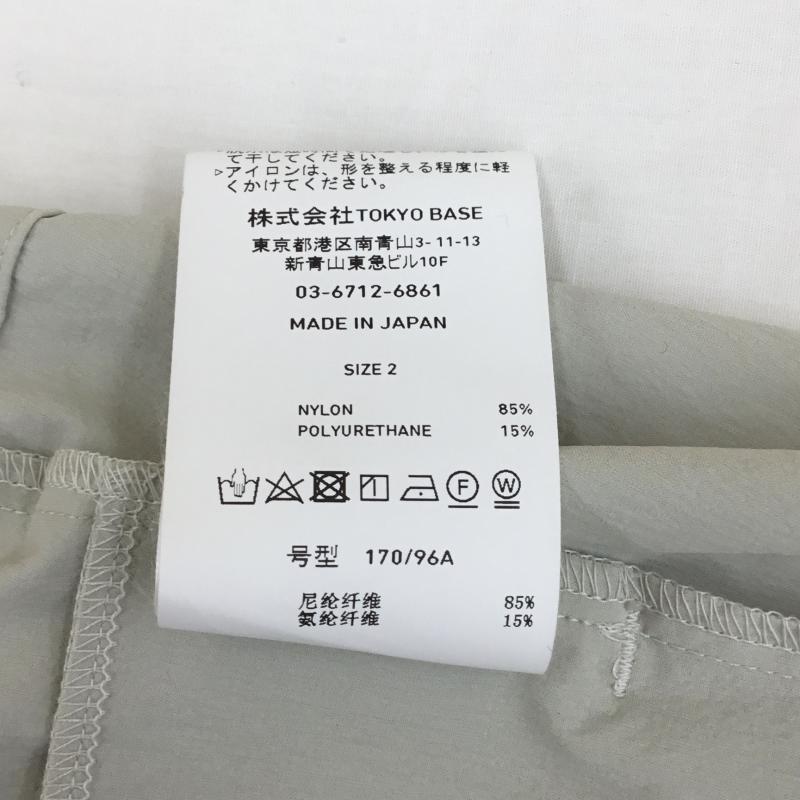 て干してください。
▷アイロンは、形を整える程度に軽
くかけてください。
株式会社TOKYO BASE
東京都港区南青山3-11-13
新青山東急ビル10F
03-6712-6861
MADE IN JAPAN
SIZE 2
NYLON 85%
POLYURETHANE 15%
F W
号型 170/96A
尼纶纤维 85%
氨纶纤维 15%